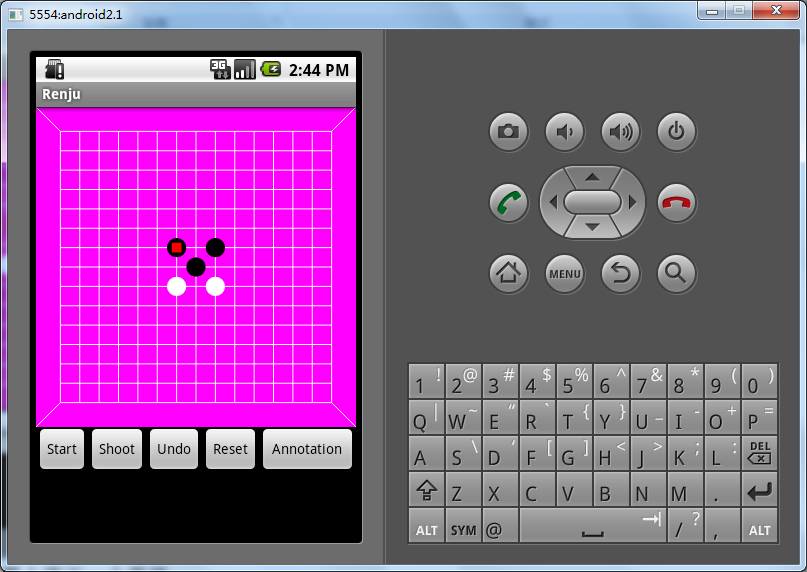 5554:android2.1
3G 2:44 PM
Renju
Start Shoot Undo Reset Annotation
MENU
1 ! 2 @ 3 # 4 $ 5 % 6 ^ 7 & 8 * 9 ( 0 )
Q | W ~ E “ R ` T { Y } U _ I - O + P =
A S \ D ‘ F [ G ] H < J > K ; L : DEL
Z X C V B N M .
ALT SYM @ / ? , ALT